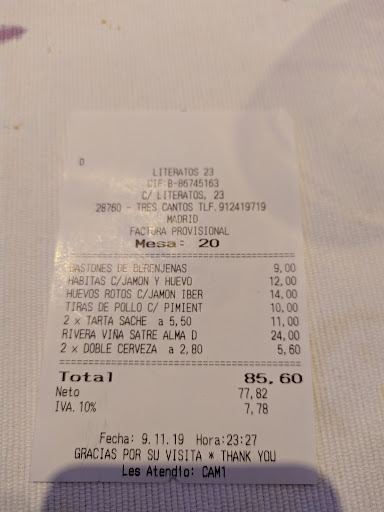 0
LITERATOS 23
CIF:B-86745163
C/ LITERATOS, 23
28760 - TRES CANTOS TLF.912419719
MADRID
FACTURA PROVISIONAL
Mesa: 20
BASTONES DE BERENJENAS 9,00
HABITAS C/JAMON Y HUEVO 12,00
HUEVOS ROTOS C/JAMON IBER 14,00
TIRAS DE POLLO C/ PIMIENT 10,00
2 x TARTA SACHE a 5,50 11,00
RIVERA VIÑA SATRE ALMA D 24,00
2 x DOBLE CERVEZA a 2,80 5,60
Total 85,60
Neto 77,82
IVA.10% 7,78
Fecha: 9.11.19 Hora:23:27
GRACIAS POR SU VISITA * THANK YOU
Les Atendio: CAM1